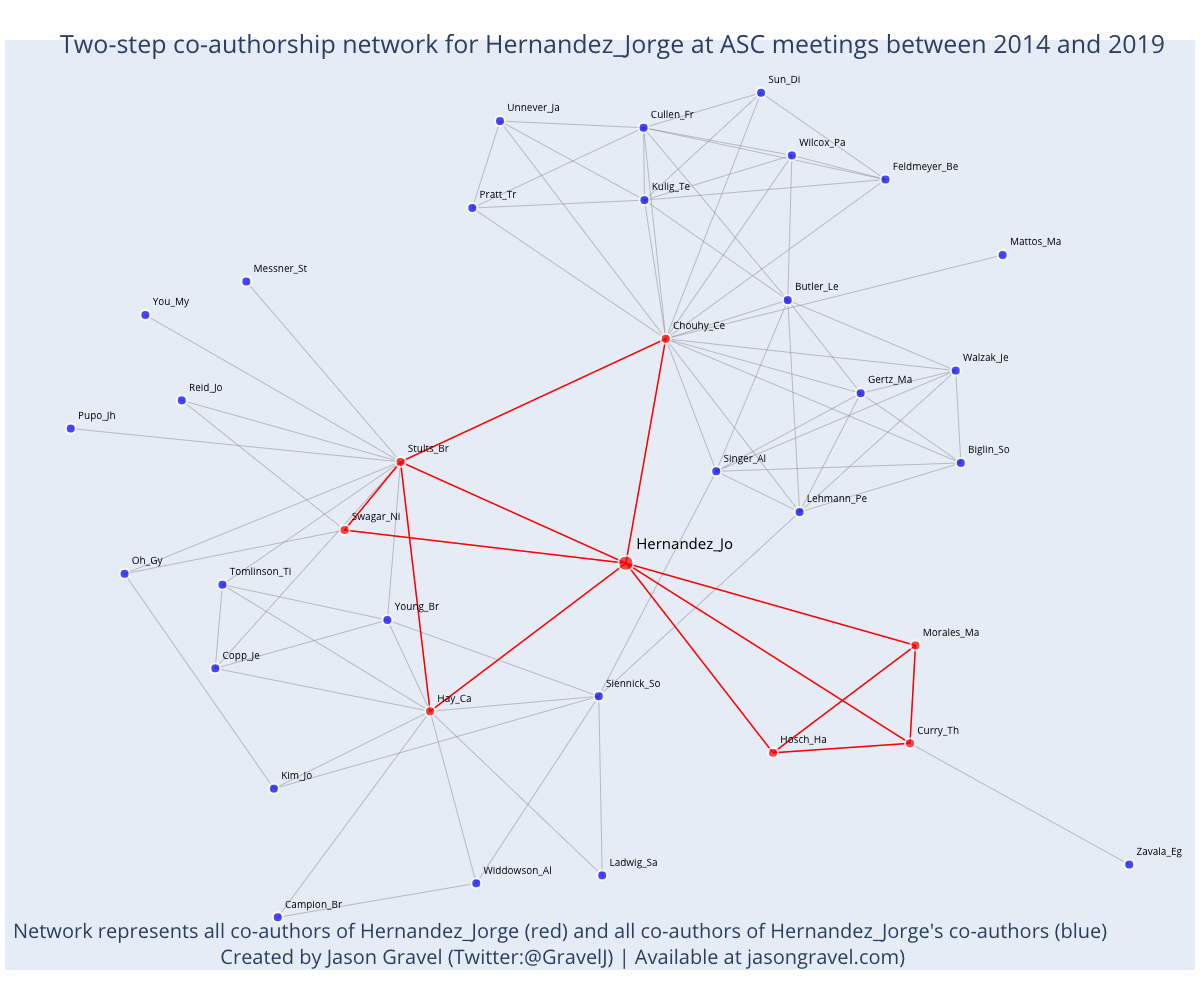 Two-step co-authorship network for Hernandez_Jorge at ASC meetings between 2014 and 2019
Sun_Di
Unnever_Ja
Cullen_Fr
Wilcox_Pa
Feldmeyer_Be
Kulig_Te
Pratt_Tr
Mattos_Ma
Messner_St
Butler_Le
You_My
Chouhy_Ce
Walzak_Je
Gertz_Ma
Reid_Jo
Pupo_Jh
Stults_Br
Biglin_So
Singer_Al
Lehmann_Pe
Swagar_Ni
Hernandez_Jo
Oh_Gy
Tomlinson_Ti
Young_Br
Morales_Ma
Copp_Je
Siennick_So
Hay_Ca
Curry_Th
Hosch_Ha
Kim_Jo
Zavala_Eg
Ladwig_Sa
Widdowson_Al
Campion_Br
Network represents all co-authors of Hernandez_Jorge (red) and all co-authors of Hernandez_Jorge's co-authors (blue)
Created by Jason Gravel (Twitter:@GravelJ) | Available at jasongravel.com)